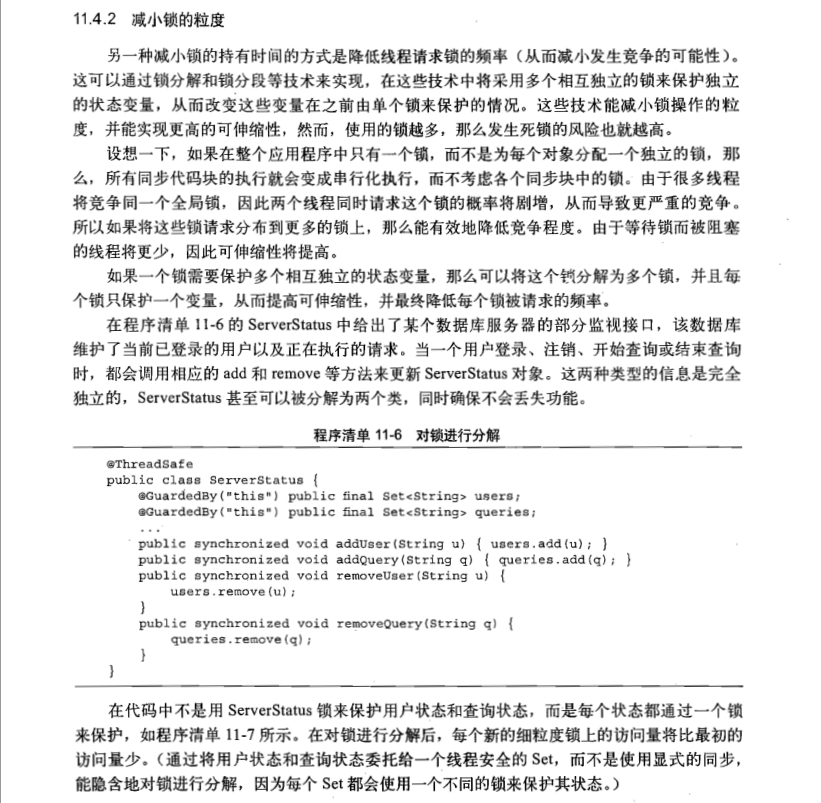 11.4.2 减小锁的粒度
另一种减小锁的持有时间的方式是降低线程请求锁的频率（从而减小发生竞争的可能性）。
这可以通过锁分解和锁分段等技术来实现，在这些技术中将采用多个相互独立的锁来保护独立
的状态变量，从而改变这些变量在之前由单个锁来保护的情况。这些技术能减小锁操作的粒
度，并能实现更高的可伸缩性，然而，使用的锁越多，那么发生死锁的风险也就越高。
设想一下，如果在整个应用程序中只有一个锁，而不是为每个对象分配一个独立的锁，那
么，所有同步代码块的执行就会变成串行化执行，而不考虑各个同步块中的锁。由于很多线程
将竞争同一个全局锁，因此两个线程同时请求这个锁的概率将剧增，从而导致更严重的竞争。
所以如果将这些锁请求分布到更多的锁上，那么能有效地降低竞争程度。由于等待锁而被阻塞
的线程将更少，因此可伸缩性将提高。
如果一个锁需要保护多个相互独立的状态变量，那么可以将这个锁分解为多个锁，并且每
个锁只保护一个变量，从而提高可伸缩性，并最终降低每个锁被请求的频率。
在程序清单 11-6 的 ServerStatus 中给出了某个数据库服务器的部分监视接口，该数据库
维护了当前已登录的用户以及正在执行的请求。当一个用户登录、注销、开始查询或结束查询
时，都会调用相应的 add 和 remove 等方法来更新 ServerStatus 对象。这两种类型的信息是完全
独立的，ServerStatus 甚至可以被分解为两个类，同时确保不会丢失功能。
程序清单 11-6 对锁进行分解
@ThreadSafe
public class ServerStatus {
@GuardedBy("this") public final Set<String> users;
@GuardedBy("this") public final Set<String> queries;
...
public synchronized void addUser(String u) { users.add(u); }
public synchronized void addQuery(String q) { queries.add(q); }
public synchronized void removeUser(String u) {
users.remove(u);
}
public synchronized void removeQuery(String q) {
queries.remove(q);
}
}
在代码中不是用 ServerStatus 锁来保护用户状态和查询状态，而是每个状态都通过一个锁
来保护，如程序清单 11-7 所示。在对锁进行分解后，每个新的细粒度锁上的访问量将比最初的
访问量少。（通过将用户状态和查询状态委托给一个线程安全的 Set，而不是使用显式的同步，
能隐含地对锁进行分解，因为每个 Set 都会使用一个不同的锁来保护其状态。）